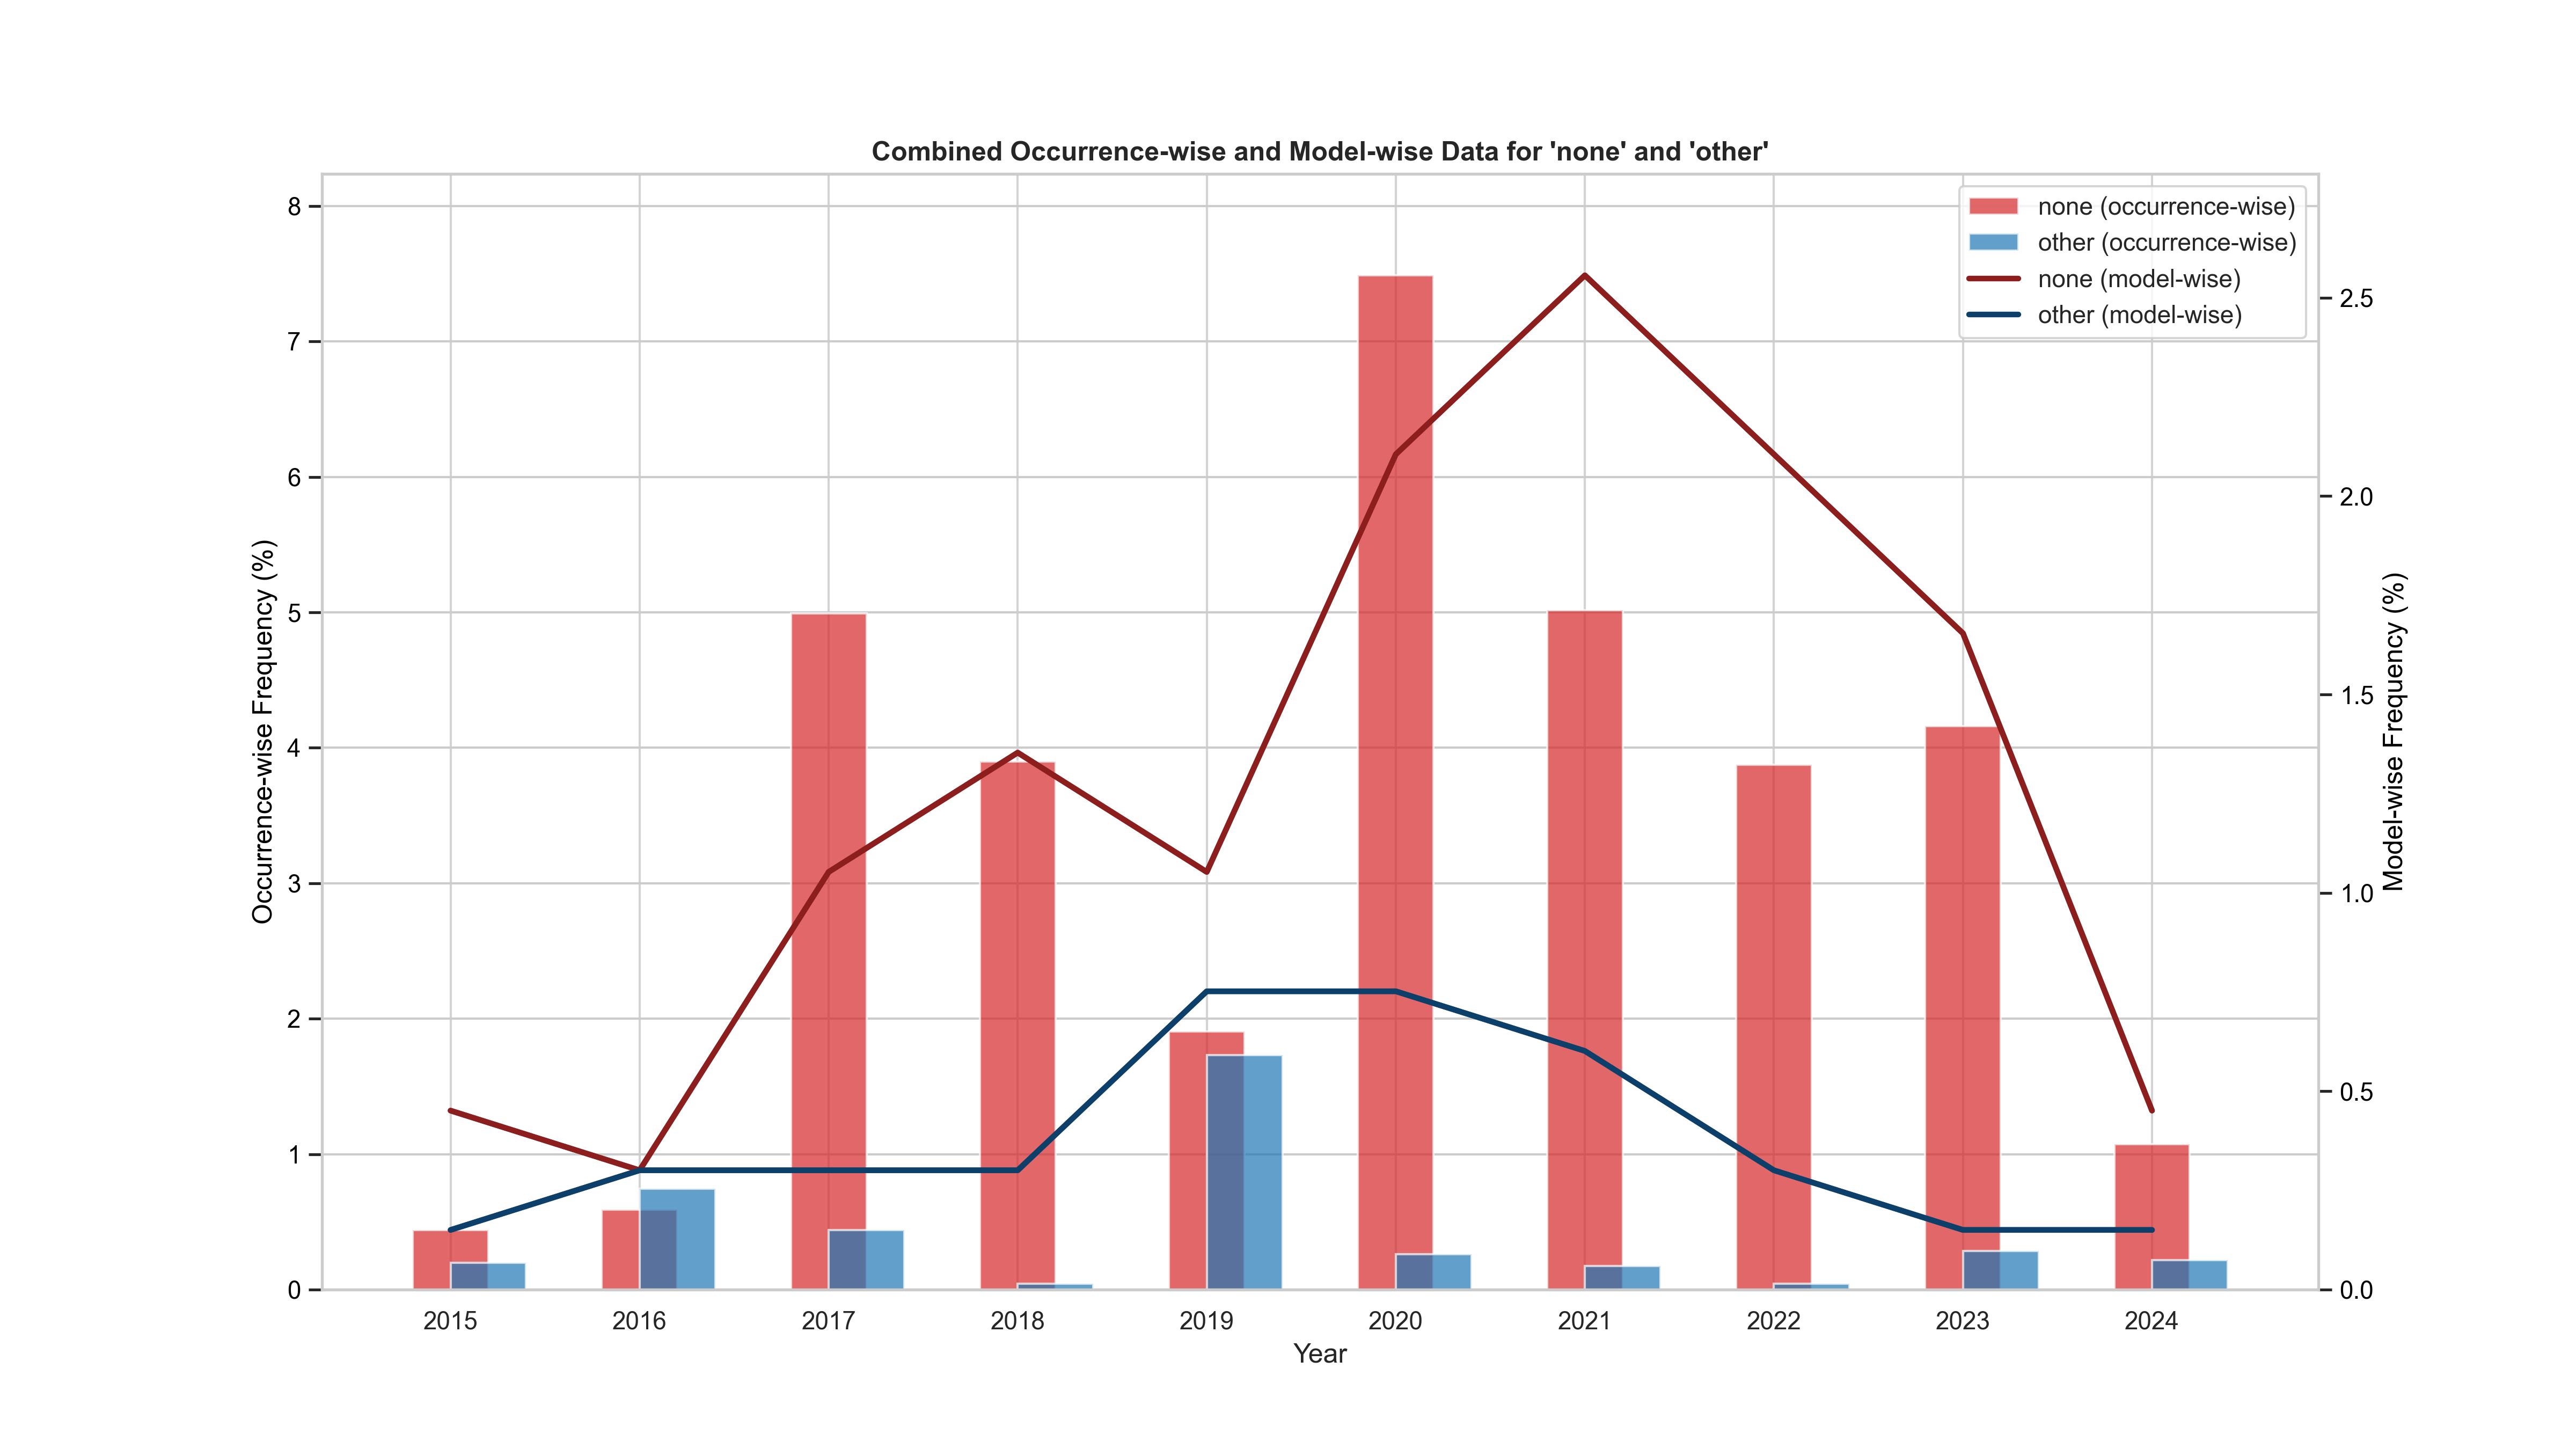 Combined Occurrence-wise and Model-wise Data for 'none' and 'other'
none (occurrence-wise)
other (occurrence-wise)
none (model-wise)
other (model-wise)
Occurrence-wise Frequency (%)
8
7
6
5
4
3
2
1
0
Model-wise Frequency (%)
2.5
2.0
1.5
1.0
0.5
0.0
2015 2016 2017 2018 2019 2020 2021 2022 2023 2024
Year